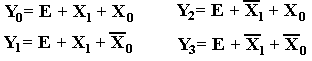 Y₀= E + X₁ + X₀
Y₁= E + X₁ + X̅₀
Y₂= E + X̅₁ + X₀
Y₃= E + X̅₁ + X̅₀